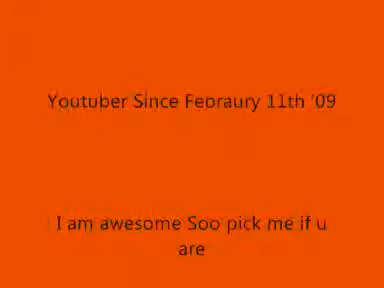 Youtuber Since Febraury 11th '09
I am awesome Soo pick me if u
are